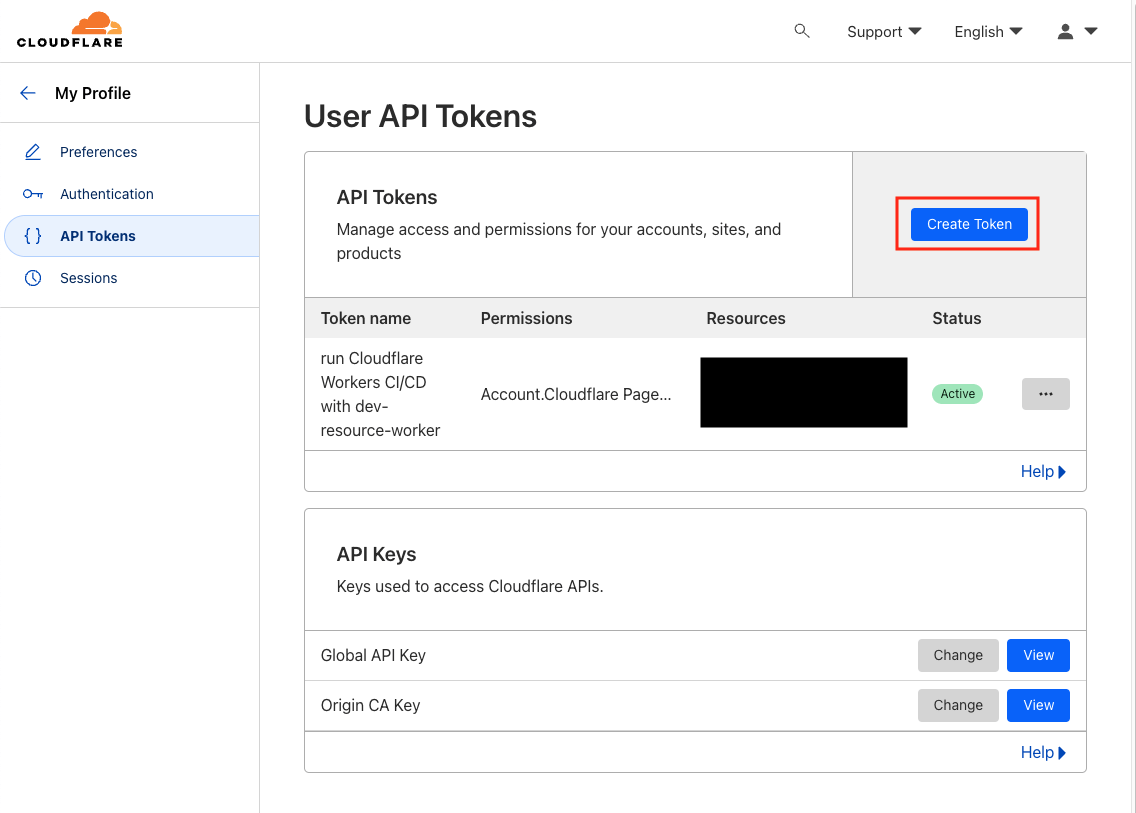 CLOUDFLARE
Support
English
My Profile
Preferences
Authentication
API Tokens
Sessions
User API Tokens
API Tokens
Manage access and permissions for your accounts, sites, and
products
Create Token
Token name Permissions Resources Status
run Cloudflare
Workers CI/CD
with dev-
resource-worker
Account.Cloudflare Page...
Active
Help
API Keys
Keys used to access Cloudflare APIs.
Global API Key Change View
Origin CA Key Change View
Help